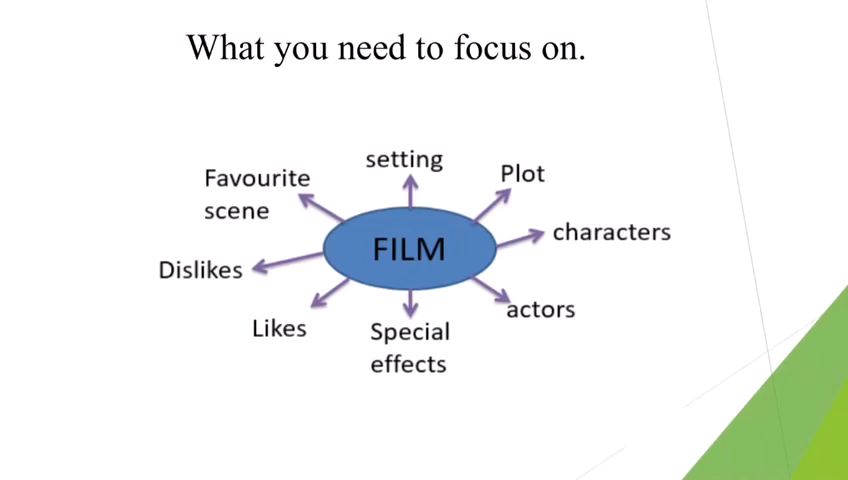 What you need to focus on.
setting
Plot
Favourite
scene
FILM
characters
Dislikes
actors
Likes
Special
effects